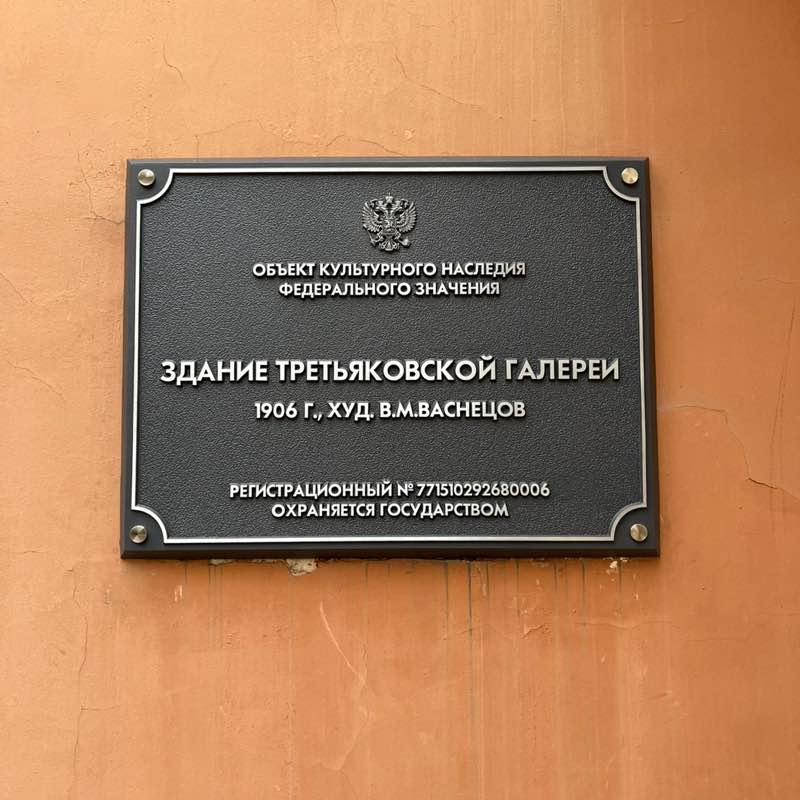 ОБЪЕКТ КУЛЬТУРНОГО НАСЛЕДИЯ
ФЕДЕРАЛЬНОГО ЗНАЧЕНИЯ
ЗДАНИЕ ТРЕТЬЯКОВСКОЙ ГАЛЕРЕИ
1906 Г., ХУД. В.М.ВАСНЕЦОВ
РЕГИСТРАЦИОННЫЙ № 771510292680006
ОХРАНЯЕТСЯ ГОСУДАРСТВОМ